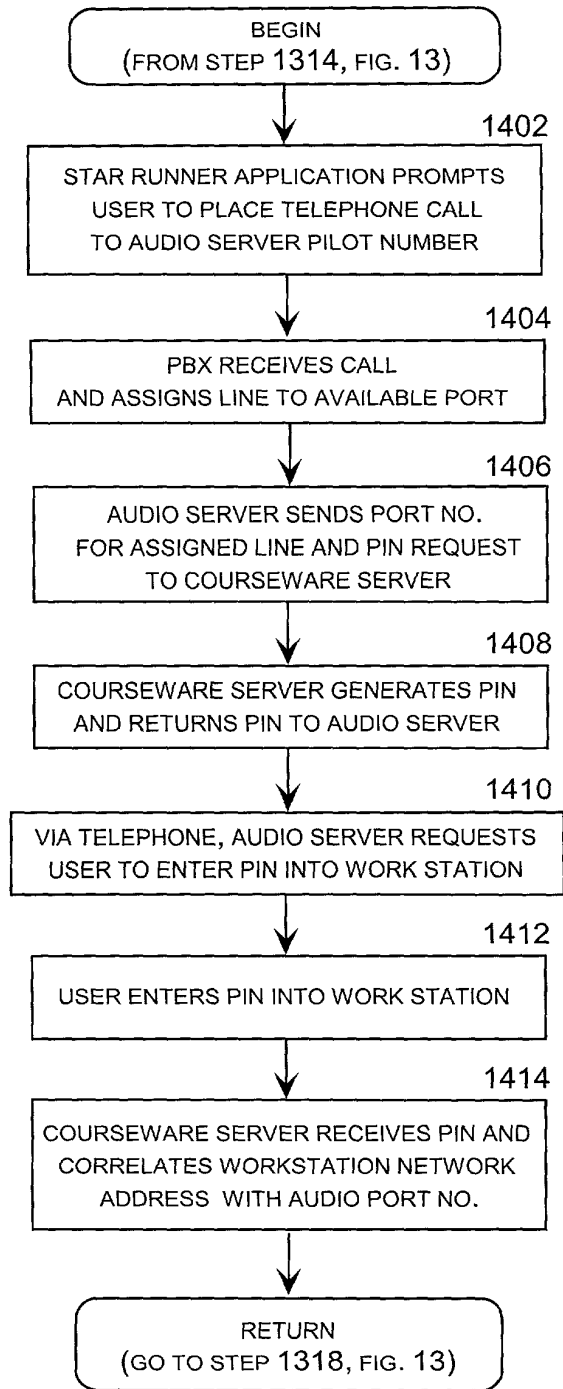 BEGIN
(FROM STEP 1314, FIG. 13)
1402
STAR RUNNER APPLICATION PROMPTS
USER TO PLACE TELEPHONE CALL
TO AUDIO SERVER PILOT NUMBER
1404
PBX RECEIVES CALL
AND ASSIGNS LINE TO AVAILABLE PORT
1406
AUDIO SERVER SENDS PORT NO.
FOR ASSIGNED LINE AND PIN REQUEST
TO COURSEWARE SERVER
1408
COURSEWARE SERVER GENERATES PIN
AND RETURNS PIN TO AUDIO SERVER
1410
VIA TELEPHONE, AUDIO SERVER REQUESTS
USER TO ENTER PIN INTO WORK STATION
1412
USER ENTERS PIN INTO WORK STATION
1414
COURSEWARE SERVER RECEIVES PIN AND
CORRELATES WORKSTATION NETWORK
ADDRESS WITH AUDIO PORT NO.
RETURN
(GO TO STEP 1318, FIG. 13)